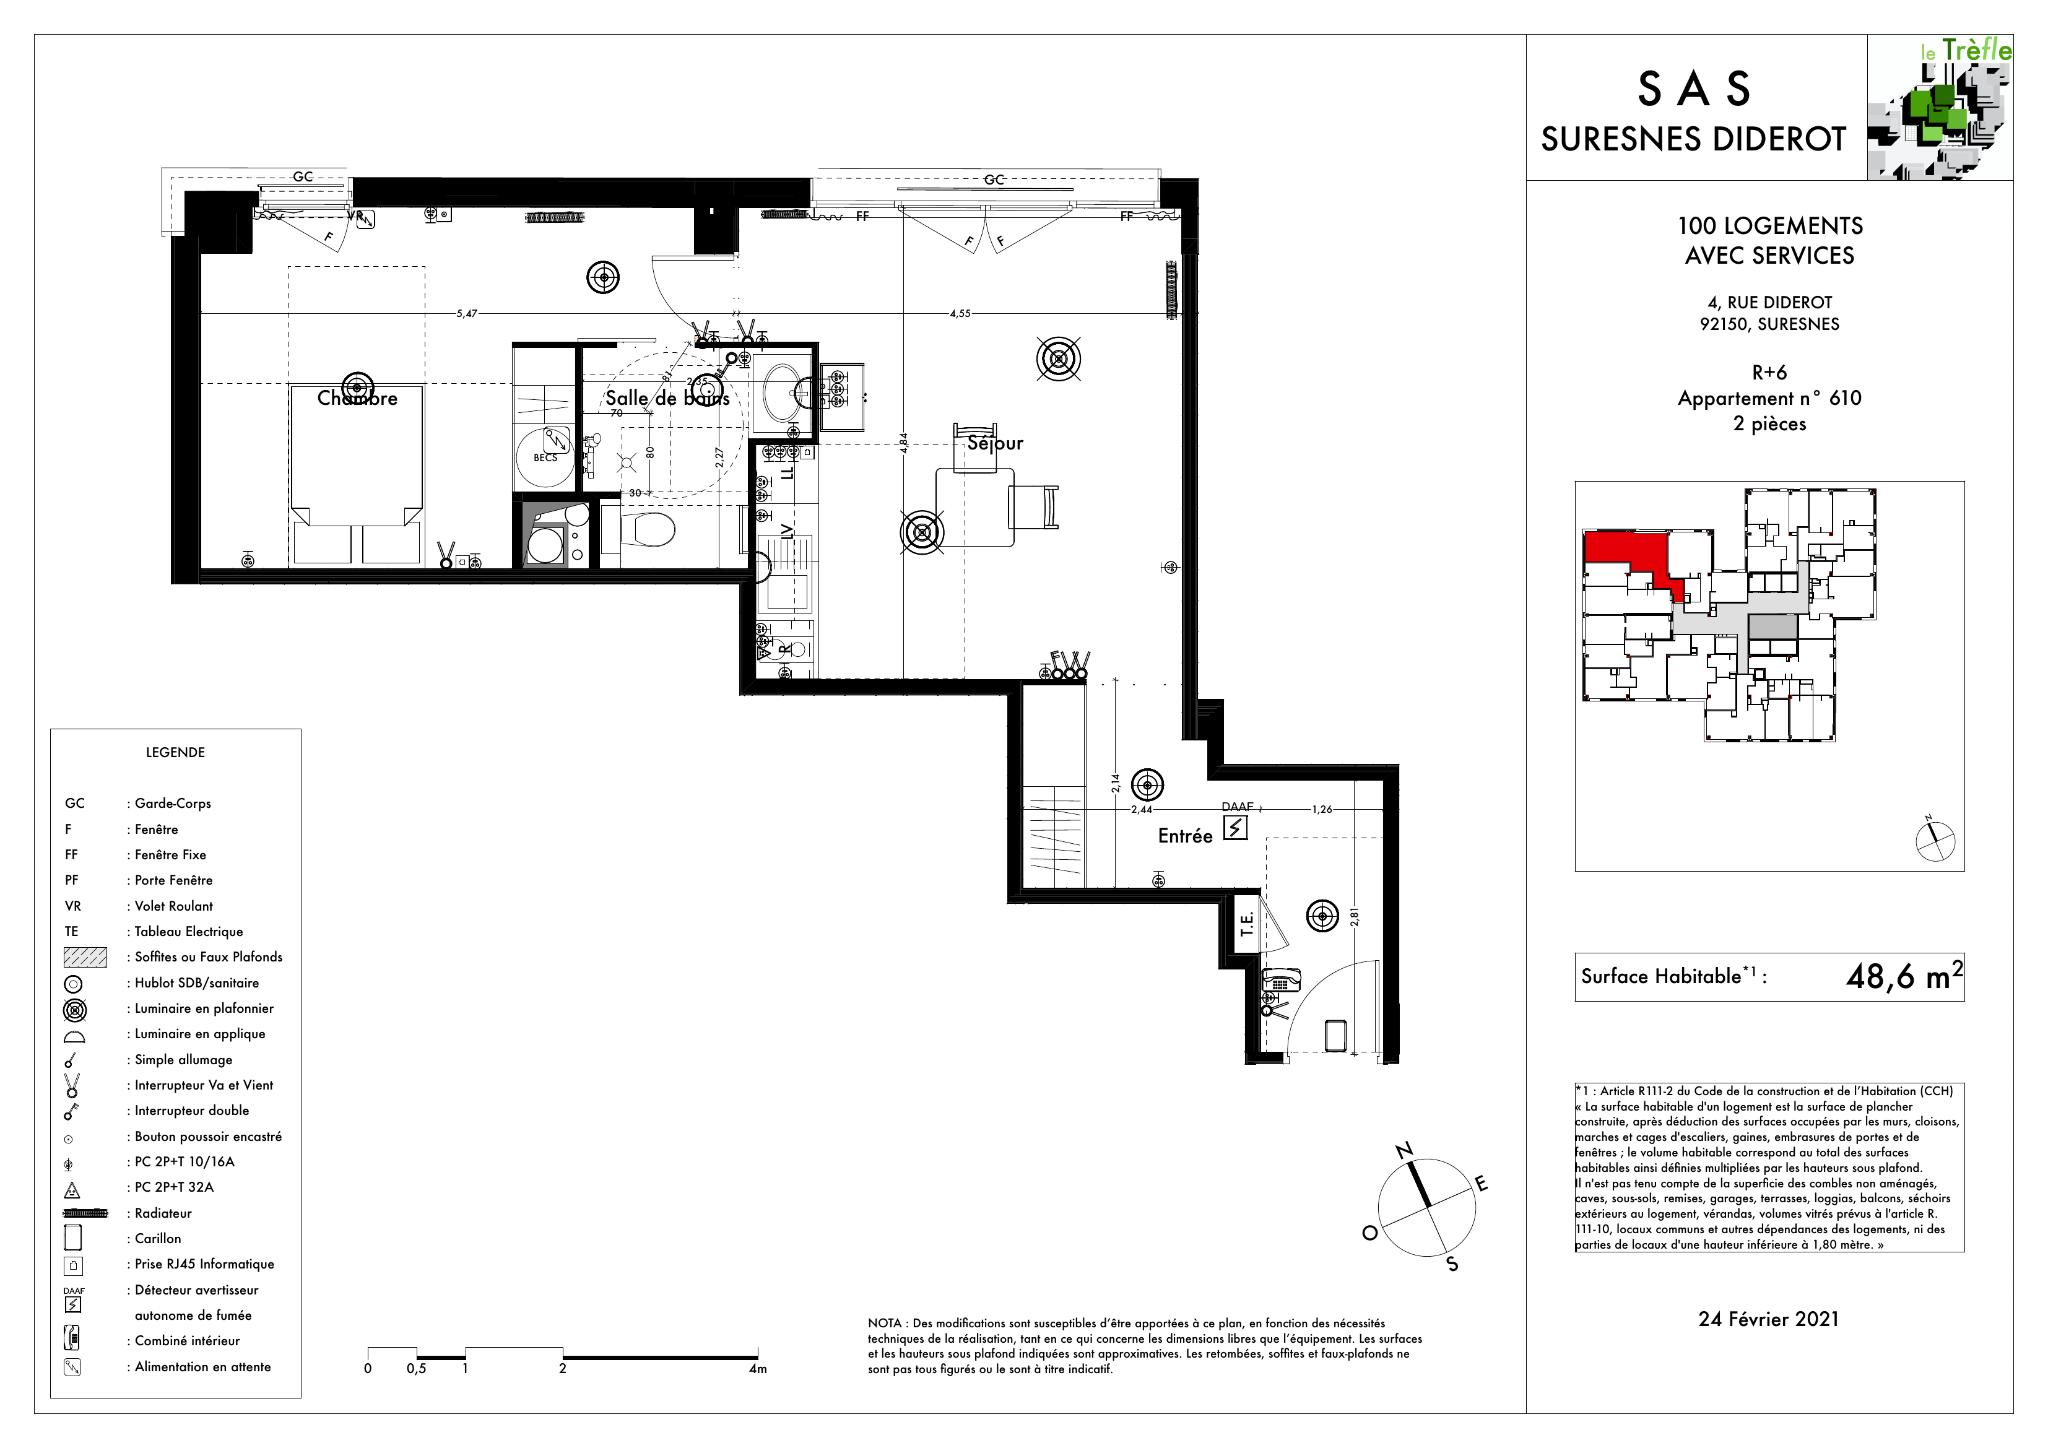 le Trèfle
S A S
SURESNES DIDEROT
100 LOGEMENTS
AVEC SERVICES
4, RUE DIDEROT
92150, SURESNES
R+6
Appartement n° 610
2 pièces
N
Surface Habitable*1 :
48,6 m2
*1 : Article R111-2 du Code de la construction et de l'Habitation (CCH)
« La surface habitable d'un logement est la surface de plancher
construite, après déduction des surfaces occupées par les murs, cloisons,
marches et cages d'escaliers, gaines, embrasures de portes et de
fenêtres ; le volume habitable correspond au total des surfaces
habitables ainsi définies multipliées par les hauteurs sous plafond.
Il n'est pas tenu compte de la superficie des combles non aménagés,
caves, sous-sols, remises, garages, terrasses, loggias, balcons, séchoirs
extérieurs au logement, vérandas, volumes vitrés prévus à l'article R.
111-10, locaux communs et autres dépendances des logements, ni des
parties de locaux d'une hauteur inférieure à 1,80 mètre. »
24 Février 2021
GC
GC
VR
FF
FF
F
F
F
5,47
4,55
81
2,35
Chambre
Salle de bains
70
Séjour
4,84
80
2,27
BECS
LL
30
LV
R
2,14
DAAF
2,44
1,26
Entrée
T.E.
2,81
LEGENDE
GC : Garde-Corps
F : Fenêtre
FF : Fenêtre Fixe
PF : Porte Fenêtre
VR : Volet Roulant
TE : Tableau Electrique
: Soffites ou Faux Plafonds
: Hublot SDB/sanitaire
: Luminaire en plafonnier
: Luminaire en applique
: Simple allumage
: Interrupteur Va et Vient
: Interrupteur double
: Bouton poussoir encastré
: PC 2P+T 10/16A
: PC 2P+T 32A
: Radiateur
: Carillon
: Prise RJ45 Informatique
DAAF : Détecteur avertisseur
autonome de fumée
: Combiné intérieur
: Alimentation en attente
0 0,5 1 2 4m
N
E
O
S
NOTA : Des modifications sont susceptibles d'être apportées à ce plan, en fonction des nécessités
techniques de la réalisation, tant en ce qui concerne les dimensions libres que l'équipement. Les surfaces
et les hauteurs sous plafond indiquées sont approximatives. Les retombées, soffites et faux-plafonds ne
sont pas tous figurés ou le sont à titre indicatif.